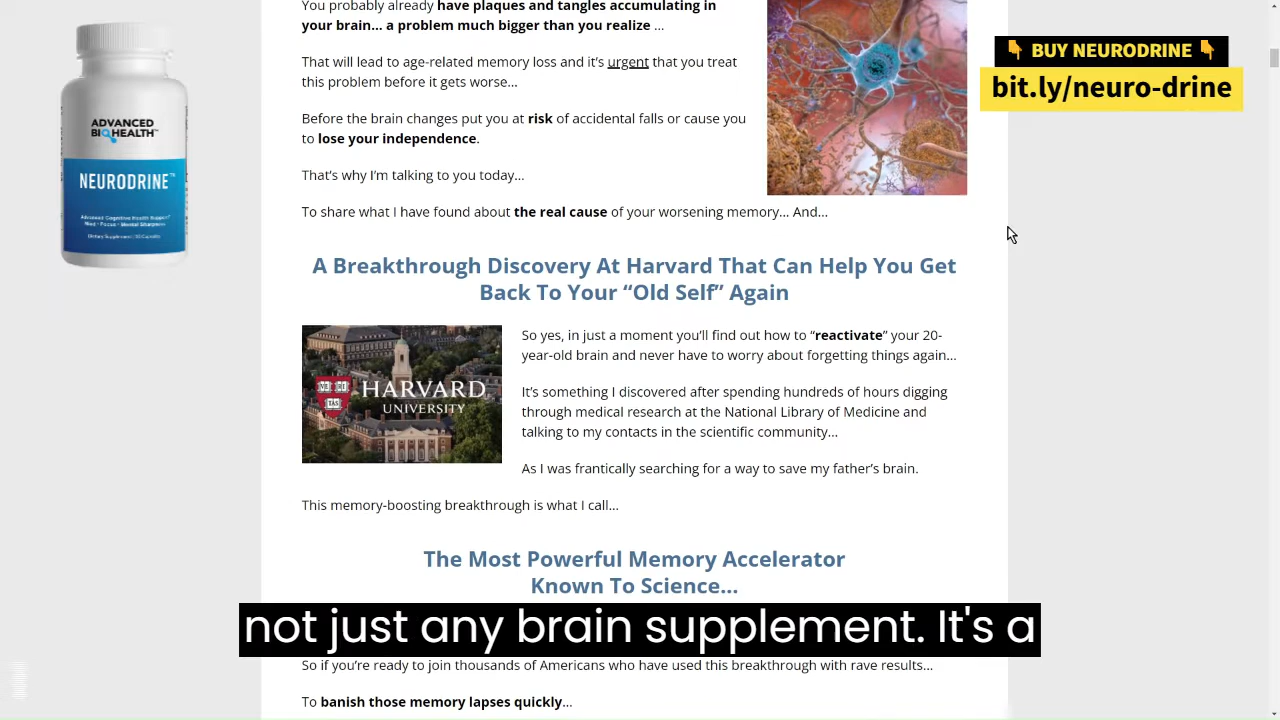 You probably already have plaques and tangles accumulating in
your brain... a problem much bigger than you realize ...
That will lead to age-related memory loss and it's urgent that you treat
this problem before it gets worse...
Before the brain changes put you at risk of accidental falls or cause you
to lose your independence.
That's why I'm talking to you today...
To share what I have found about the real cause of your worsening memory... And...
👇 BUY NEURODRINE 👇
bit.ly/neuro-drine
ADVANCED
BIOHEALTH™
NEURODRINE™
Advanced Cognitive Health Support*
A Breakthrough Discovery At Harvard That Can Help You Get
Back To Your “Old Self” Again
VE RI
TAS
HARVARD
UNIVERSITY
So yes, in just a moment you'll find out how to “reactivate” your 20-
year-old brain and never have to worry about forgetting things again...
It's something I discovered after spending hundreds of hours digging
through medical research at the National Library of Medicine and
talking to my contacts in the scientific community...
As I was frantically searching for a way to save my father's brain.
This memory-boosting breakthrough is what I call...
The Most Powerful Memory Accelerator
Known To Science...
not just any brain supplement. It's a
So if you're ready to join thousands of Americans who have used this breakthrough with rave results...
To banish those memory lapses quickly...